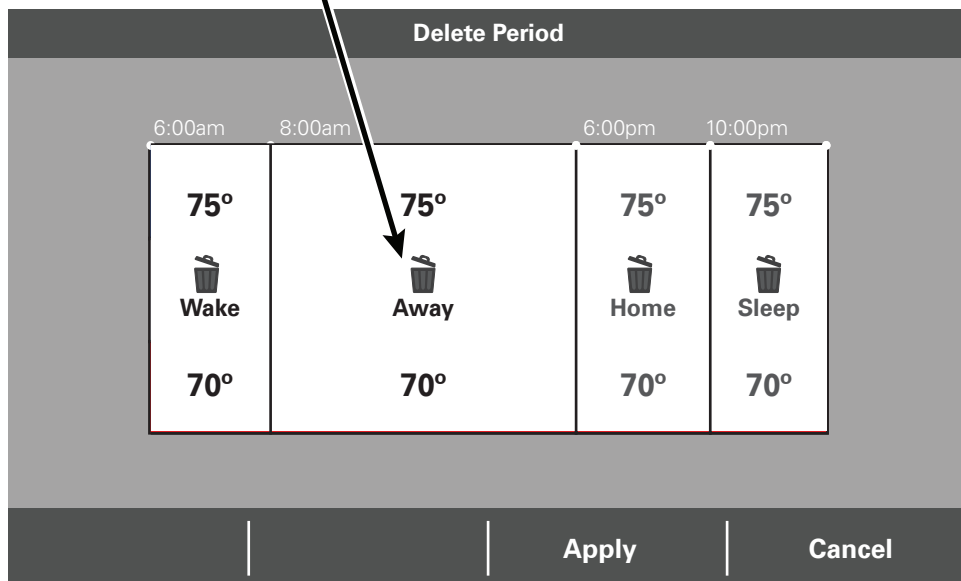 Delete Period
6:00am 8:00am 6:00pm 10:00pm
75º 75º 75º 75º
Wake Away Home Sleep
70º 70º 70º 70º
Apply Cancel